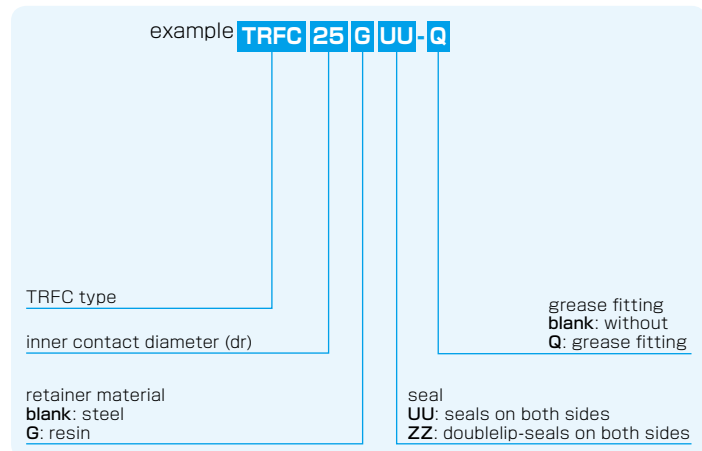 example TRFC 25 G UU-Q
TRFC type
inner contact diameter (dr)
retainer material
blank: steel
G: resin
grease fitting
blank: without
Q: grease fitting
seal
UU: seals on both sides
ZZ: doublelip-seals on both sides